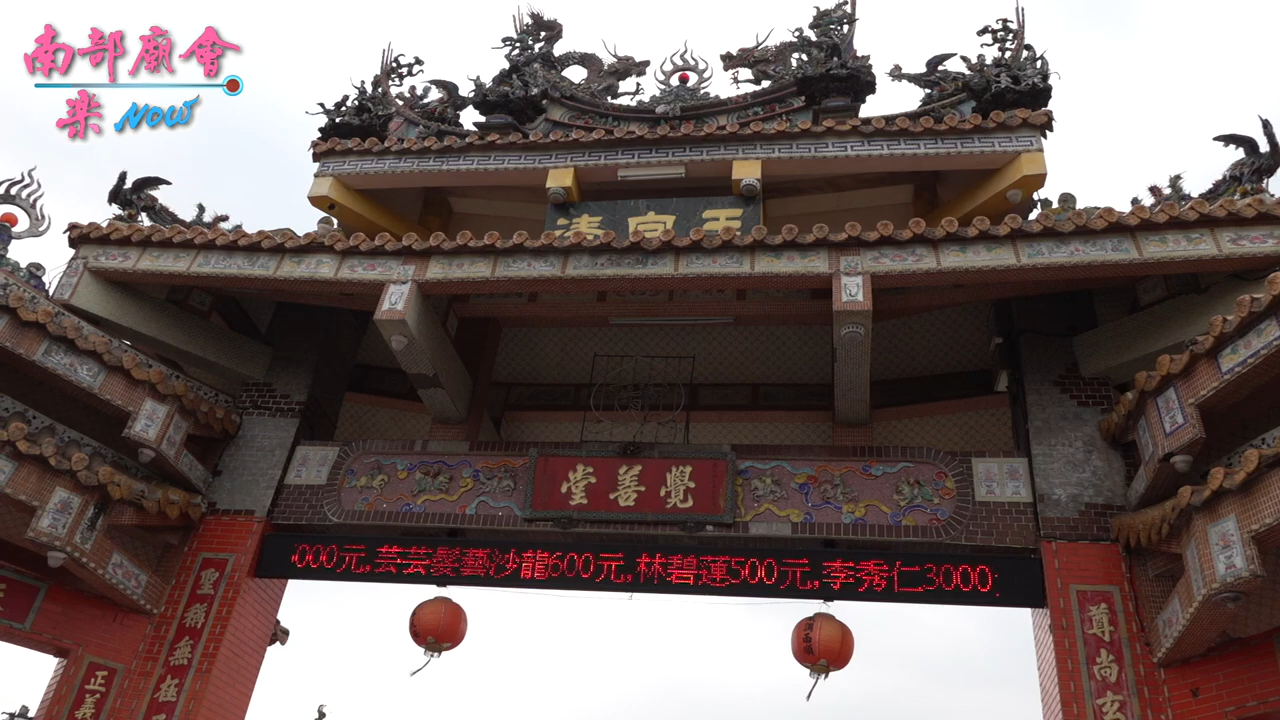 南部廟會
楽 NOW
清宮王
堂善覺
000元,芸芸髮藝沙龍600元,林碧蓮500元,李秀仁3000
聖稱無極
正義
尊尚玄